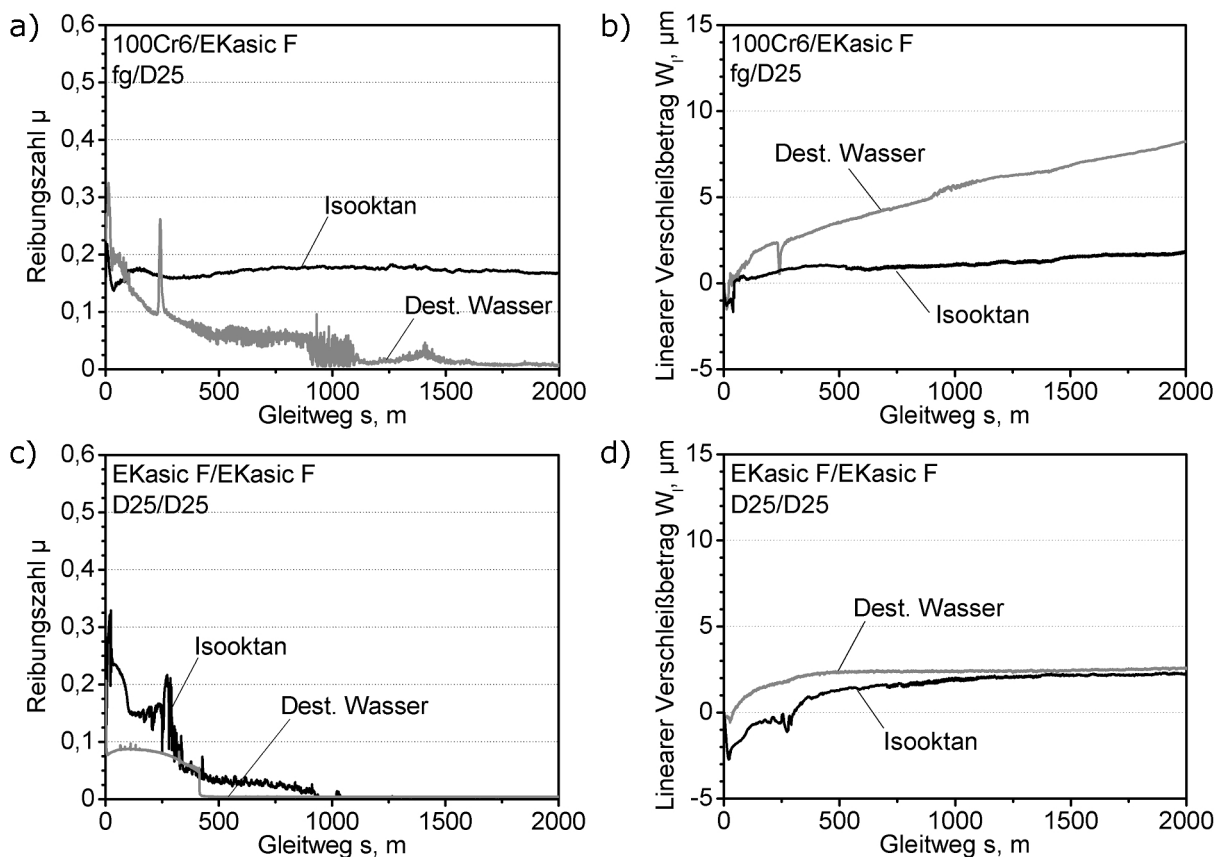 a)
0,6
0,5
0,4
0,3
0,2
0,1
0
Reibungszahl µ
100Cr6/EKasic F
fg/D25
Isooktan
Dest. Wasser
0 500 1000 1500 2000
Gleitweg s, m
b)
15
10
5
0
-5
Linearer Verschleißbetrag Wl, µm
100Cr6/EKasic F
fg/D25
Dest. Wasser
Isooktan
0 500 1000 1500 2000
Gleitweg s, m
c)
0,6
0,5
0,4
0,3
0,2
0,1
0
Reibungszahl µ
EKasic F/EKasic F
D25/D25
Isooktan
Dest. Wasser
0 500 1000 1500 2000
Gleitweg s, m
d)
15
10
5
0
-5
Linearer Verschleißbetrag Wl, µm
EKasic F/EKasic F
D25/D25
Dest. Wasser
Isooktan
0 500 1000 1500 2000
Gleitweg s, m